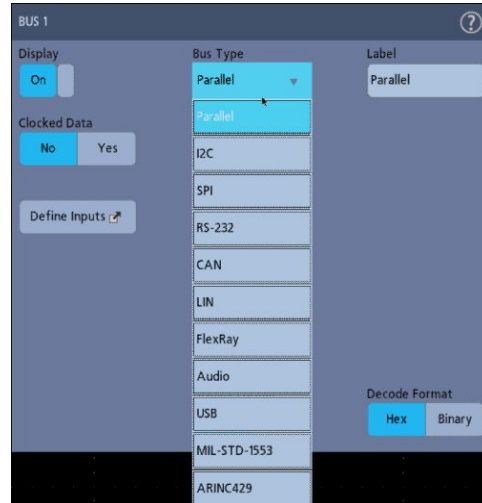 BUS 1
?
Display
On
Clocked Data
No Yes
Define Inputs
Bus Type
Parallel
Parallel
I2C
SPI
RS-232
CAN
LIN
FlexRay
Audio
USB
MIL-STD-1553
ARINC429
Label
Parallel
Decode Format
Hex Binary